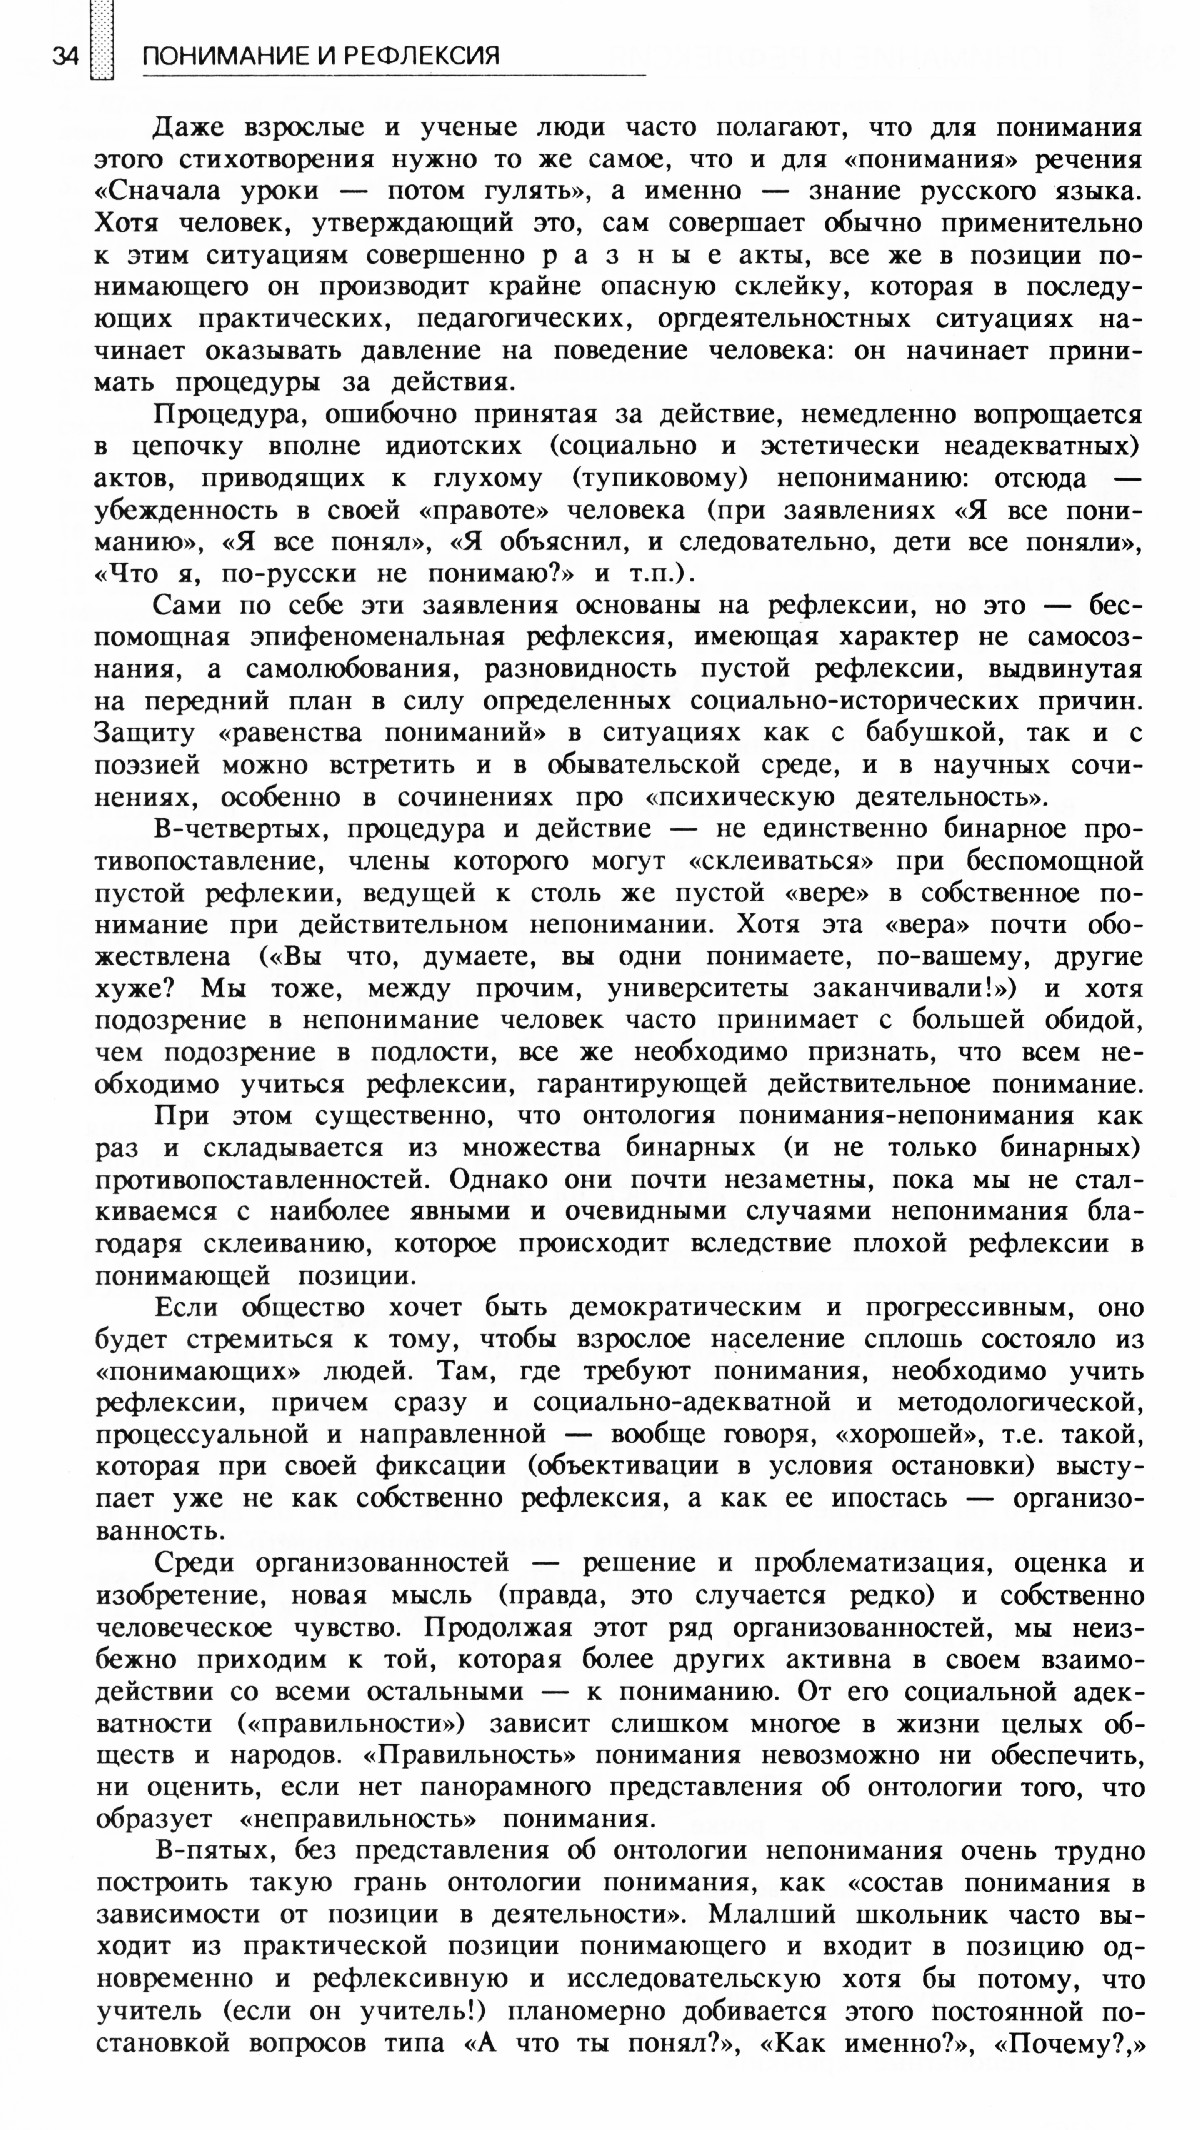 34 ПОНИМАНИЕ И РЕФЛЕКСИЯ
Даже взрослые и ученые люди часто полагают, что для понимания
этого стихотворения нужно то же самое, что и для «понимания» речения
«Сначала уроки — потом гулять», а именно — знание русского языка.
Хотя человек, утверждающий это, сам совершает обычно применительно
к этим ситуациям совершенно р а з н ы е акты, все же в позиции по-
нимающего он производит крайне опасную склейку, которая в последу-
ющих практических, педагогических, оргдеятельностных ситуациях на-
чинает оказывать давление на поведение человека: он начинает прини-
мать процедуры за действия.
Процедура, ошибочно принятая за действие, немедленно вопрощается
в цепочку вполне идиотских (социально и эстетически неадекватных)
актов, приводящих к глухому (тупиковому) непониманию: отсюда —
убежденность в своей «правоте» человека (при заявлениях «Я все пони-
манию», «Я все понял», «Я объяснил, и следовательно, дети все поняли»,
«Что я, по-русски не понимаю?» и т.п.).
Сами по себе эти заявления основаны на рефлексии, но это — бес-
помощная эпифеноменальная рефлексия, имеющая характер не самосоз-
нания, а самолюбования, разновидность пустой рефлексии, выдвинутая
на передний план в силу определенных социально-исторических причин.
Защиту «равенства пониманий» в ситуациях как с бабушкой, так и с
поэзией можно встретить и в обывательской среде, и в научных сочи-
нениях, особенно в сочинениях про «психическую деятельность».
В-четвертых, процедура и действие — не единственно бинарное про-
тивопоставление, члены которого могут «склеиваться» при беспомощной
пустой рефлекии, ведущей к столь же пустой «вере» в собственное по-
нимание при действительном непонимании. Хотя эта «вера» почти обо-
жествлена («Вы что, думаете, вы одни понимаете, по-вашему, другие
хуже? Мы тоже, между прочим, университеты заканчивали!») и хотя
подозрение в непонимание человек часто принимает с большей обидой,
чем подозрение в подлости, все же необходимо признать, что всем не-
обходимо учиться рефлексии, гарантирующей действительное понимание.
При этом существенно, что онтология понимания-непонимания как
раз и складывается из множества бинарных (и не только бинарных)
противопоставленностей. Однако они почти незаметны, пока мы не стал-
киваемся с наиболее явными и очевидными случаями непонимания бла-
годаря склеиванию, которое происходит вследствие плохой рефлексии в
понимающей позиции.
Если общество хочет быть демократическим и прогрессивным, оно
будет стремиться к тому, чтобы взрослое население сплошь состояло из
«понимающих» людей. Там, где требуют понимания, необходимо учить
рефлексии, причем сразу и социально-адекватной и методологической,
процессуальной и направленной — вообще говоря, «хорошей», т.е. такой,
которая при своей фиксации (объективации в условия остановки) высту-
пает уже не как собственно рефлексия, а как ее ипостась — организо-
ванность.
Среди организованностей — решение и проблематизация, оценка и
изобретение, новая мысль (правда, это случается редко) и собственно
человеческое чувство. Продолжая этот ряд организованностей, мы неиз-
бежно приходим к той, которая более других активна в своем взаимо-
действии со всеми остальными — к пониманию. От его социальной адек-
ватности («правильности») зависит слишком многое в жизни целых об-
ществ и народов. «Правильность» понимания невозможно ни обеспечить,
ни оценить, если нет панорамного представления об онтологии того, что
образует «неправильность» понимания.
В-пятых, без представления об онтологии непонимания очень трудно
построить такую грань онтологии понимания, как «состав понимания в
зависимости от позиции в деятельности». Млалший школьник часто вы-
ходит из практической позиции понимающего и входит в позицию од-
новременно и рефлексивную и исследовательскую хотя бы потому, что
учитель (если он учитель!) планомерно добивается этого постоянной по-
становкой вопросов типа «А что ты понял?», «Как именно?», «Почему?,»